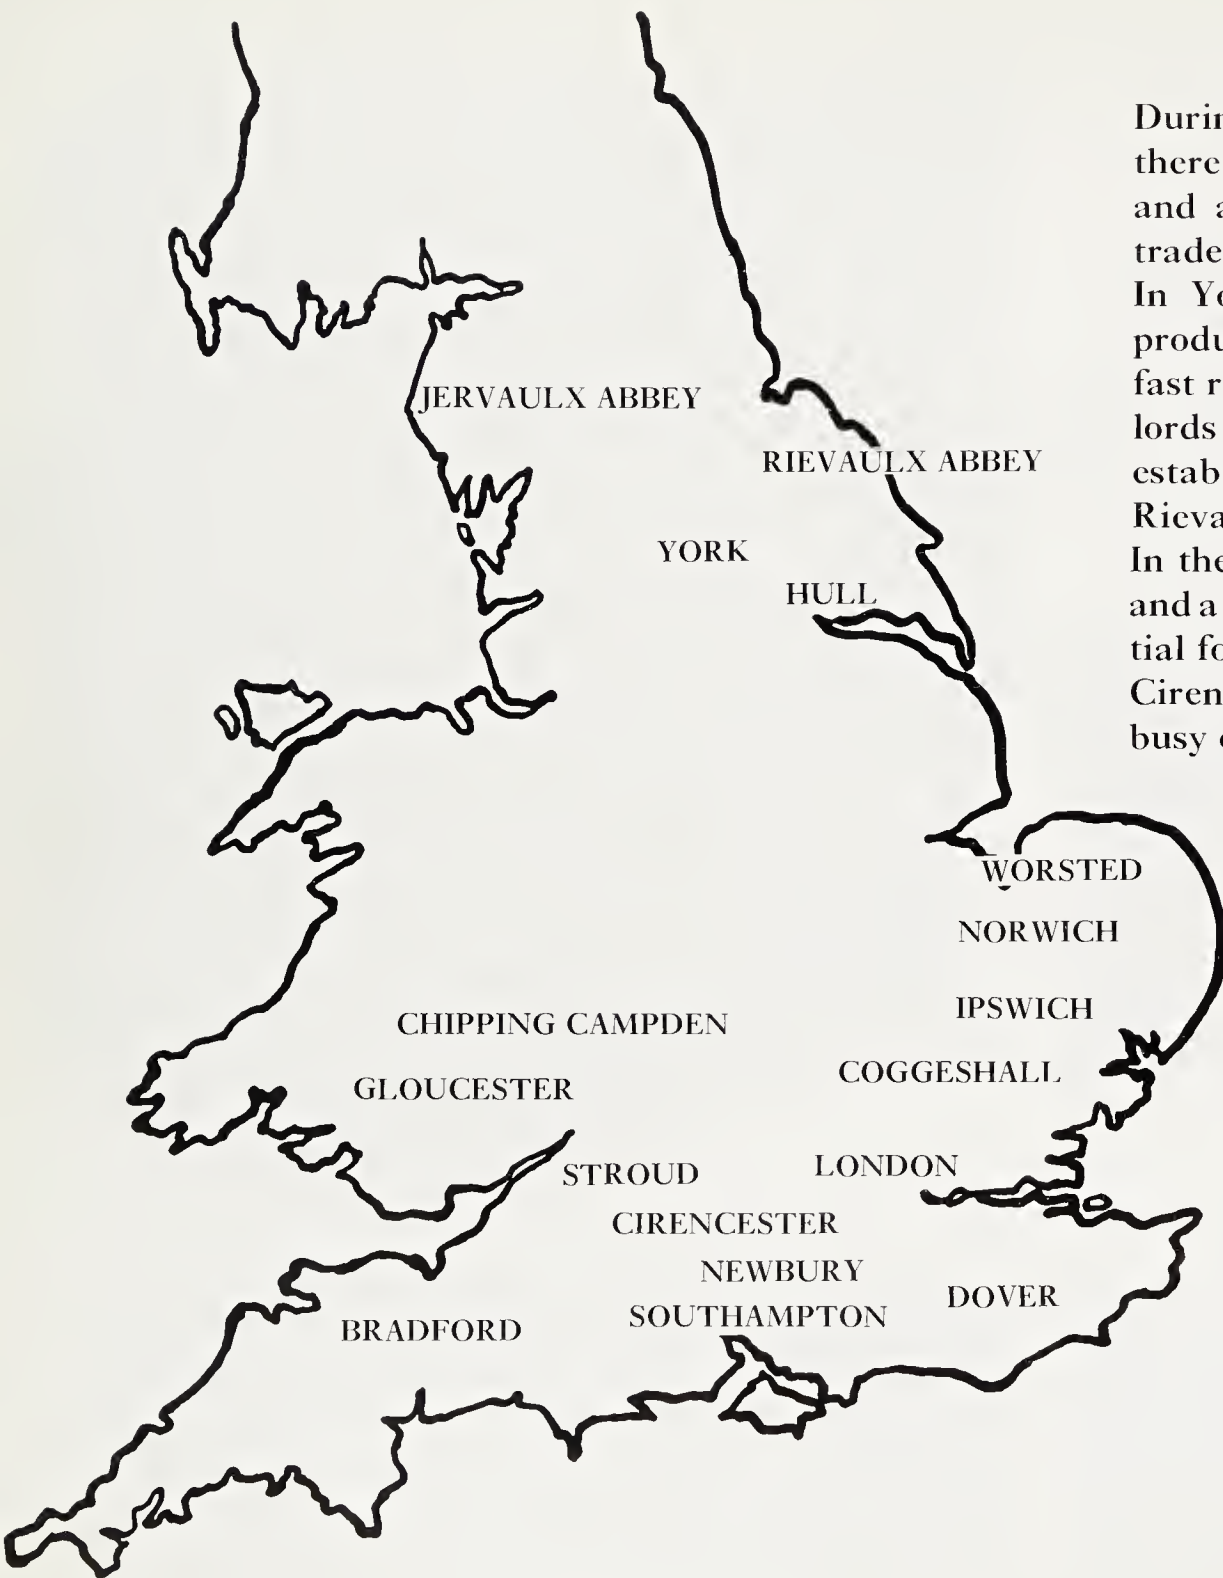 JERVAULX ABBEY
RIEVAULX ABBEY
YORK
HULL
WORSTED
NORWICH
IPSWICH
CHIPPING CAMPDEN
COGGESHALL
GLOUCESTER
LONDON
STROUD
CIRENCESTER
NEWBURY
DOVER
SOUTHAMPTON
BRADFORD
Durin
there
and a
trade
In Yo
produ
fast r
lords
estab
Rieva
In the
and a
tial fo
Ciren
busy